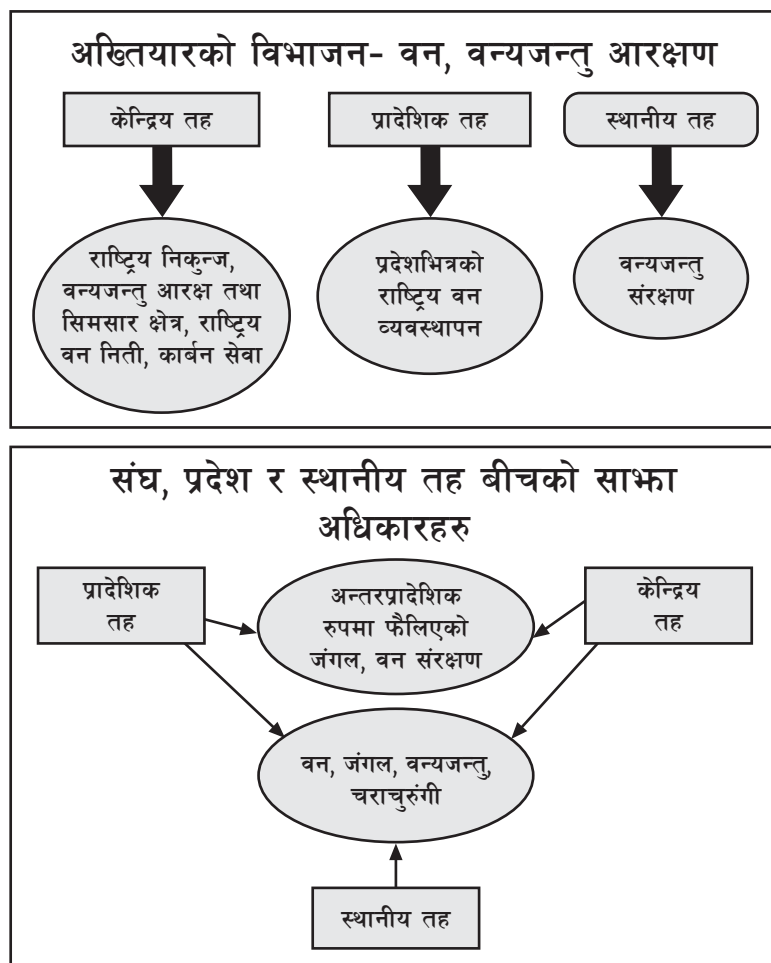 अख्तियारको विभाजन- वन, वन्यजन्तु आरक्षण
केन्द्रिय तह
प्रादेशिक तह
स्थानीय तह
राष्ट्रिय निकुन्ज,
वन्यजन्तु आरक्ष तथा
सिमसार क्षेत्र, राष्ट्रिय
वन निती, कार्बन सेवा
प्रदेशभित्रको
राष्ट्रिय वन
व्यवस्थापन
वन्यजन्तु
संरक्षण
संघ, प्रदेश र स्थानीय तह बीचको साझा
अधिकारहरु
प्रादेशिक
तह
अन्तरप्रादेशिक
रुपमा फैलिएको
जंगल, वन संरक्षण
केन्द्रिय
तह
वन, जंगल, वन्यजन्तु,
चराचुरुंगी
स्थानीय तह